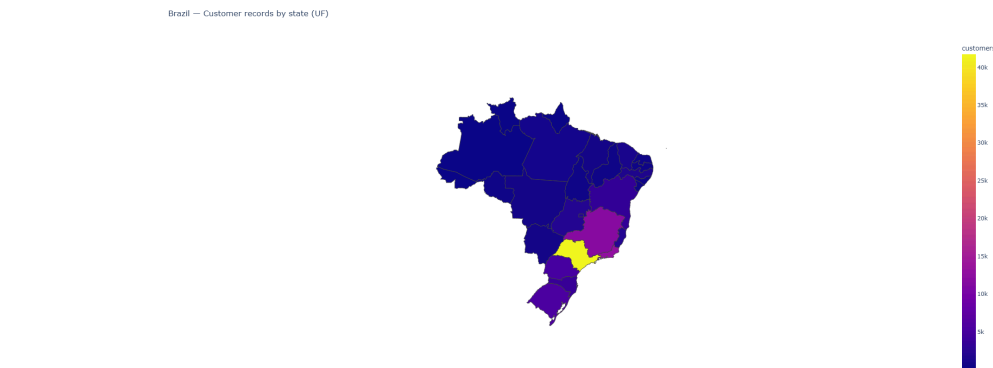 Brazil — Customer records by state (UF)
customers
40k
35k
30k
25k
20k
15k
10k
5k